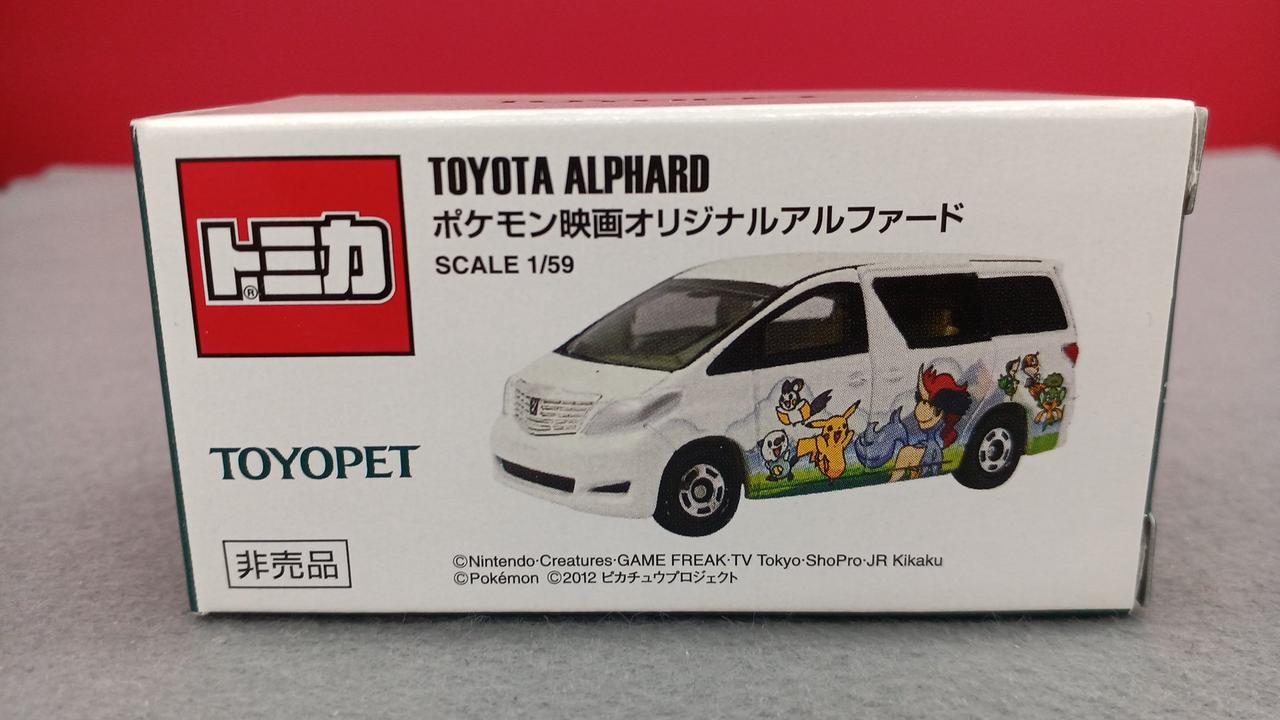 TOYOTA ALPHARD
ポケモン映画オリジナルアルファード
SCALE 1/59
トミカ®
TOYOPET
非売品
©Nintendo·Creatures·GAME FREAK·TV Tokyo·ShoPro·JR Kikaku
©Pokémon ©2012 ピカチュウプロジェクト